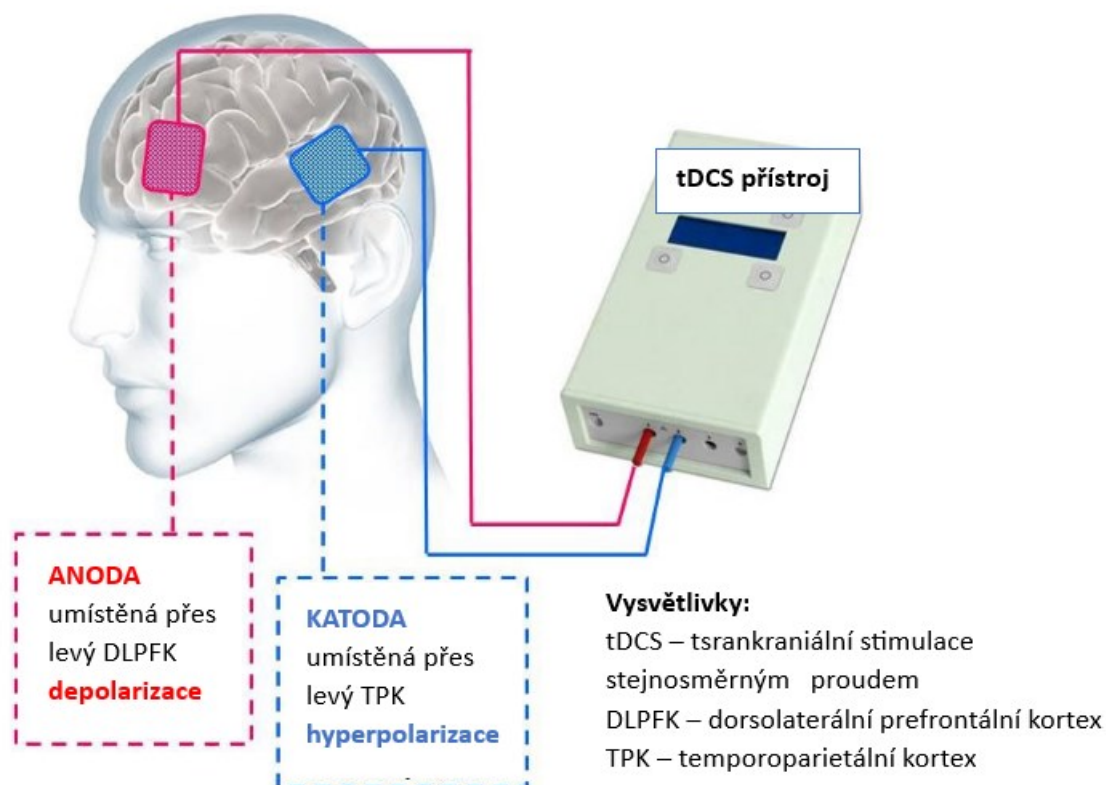 tDCS přístroj
ANODA
umístěná přes
levý DLPFK
depolarizace
KATODA
umístěná přes
levý TPK
hyperpolarizace
Vysvětlivky:
tDCS – tsrankraniální stimulace
stejnosměrným proudem
DLPFK – dorsolaterální prefrontální kortex
TPK – temporoparietální kortex